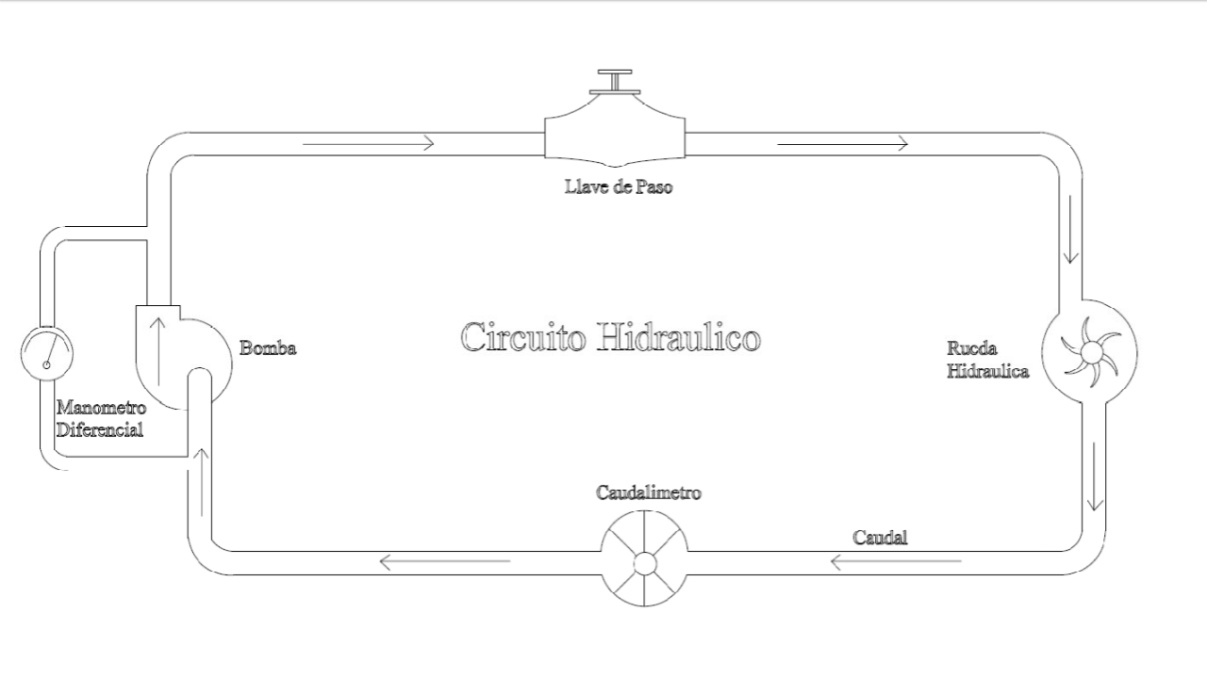 Llave de Paso
Circuito Hidraulico
Bomba
Rueda
Hidraulica
Manometro
Diferencial
Caudalimetro
Caudal